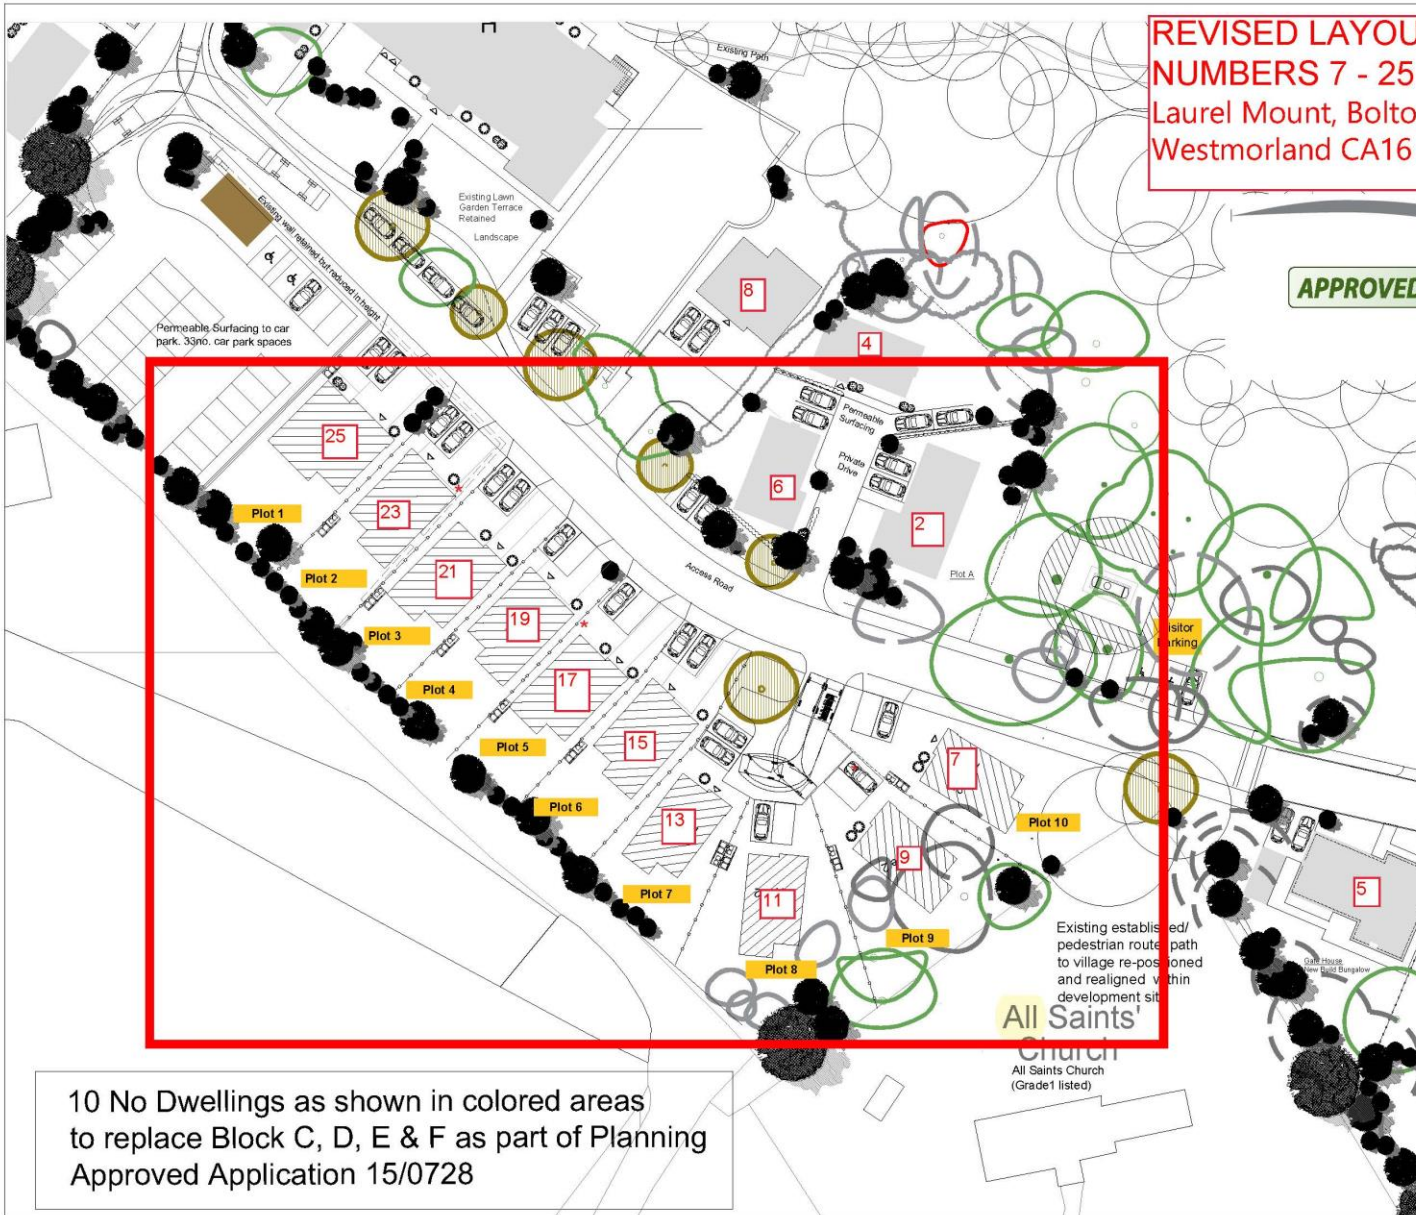 REVISED LAYOU
NUMBERS 7 - 25
Laurel Mount, Bolto
Westmorland CA16
APPROVED
Existing Path
Existing Lawn
Garden Terrace
Retained
Landscape
Existing wall retained but reduced in height
Permeable Surfacing to car
park. 33no. car park spaces
8
4
Permeable
Surfacing
Private
Drive
6
2
Plot A
Access Road
25
23
21
19
17
15
13
11
9
7
5
Plot 1
Plot 2
Plot 3
Plot 4
Plot 5
Plot 6
Plot 7
Plot 8
Plot 9
Plot 10
Visitor
Parking
Gate House
New Build Bungalow
Existing established/
pedestrian route path
to village re-positioned
and realigned within
development site
All Saints'
Church
All Saints Church
(Grade1 listed)
10 No Dwellings as shown in colored areas
to replace Block C, D, E & F as part of Planning
Approved Application 15/0728